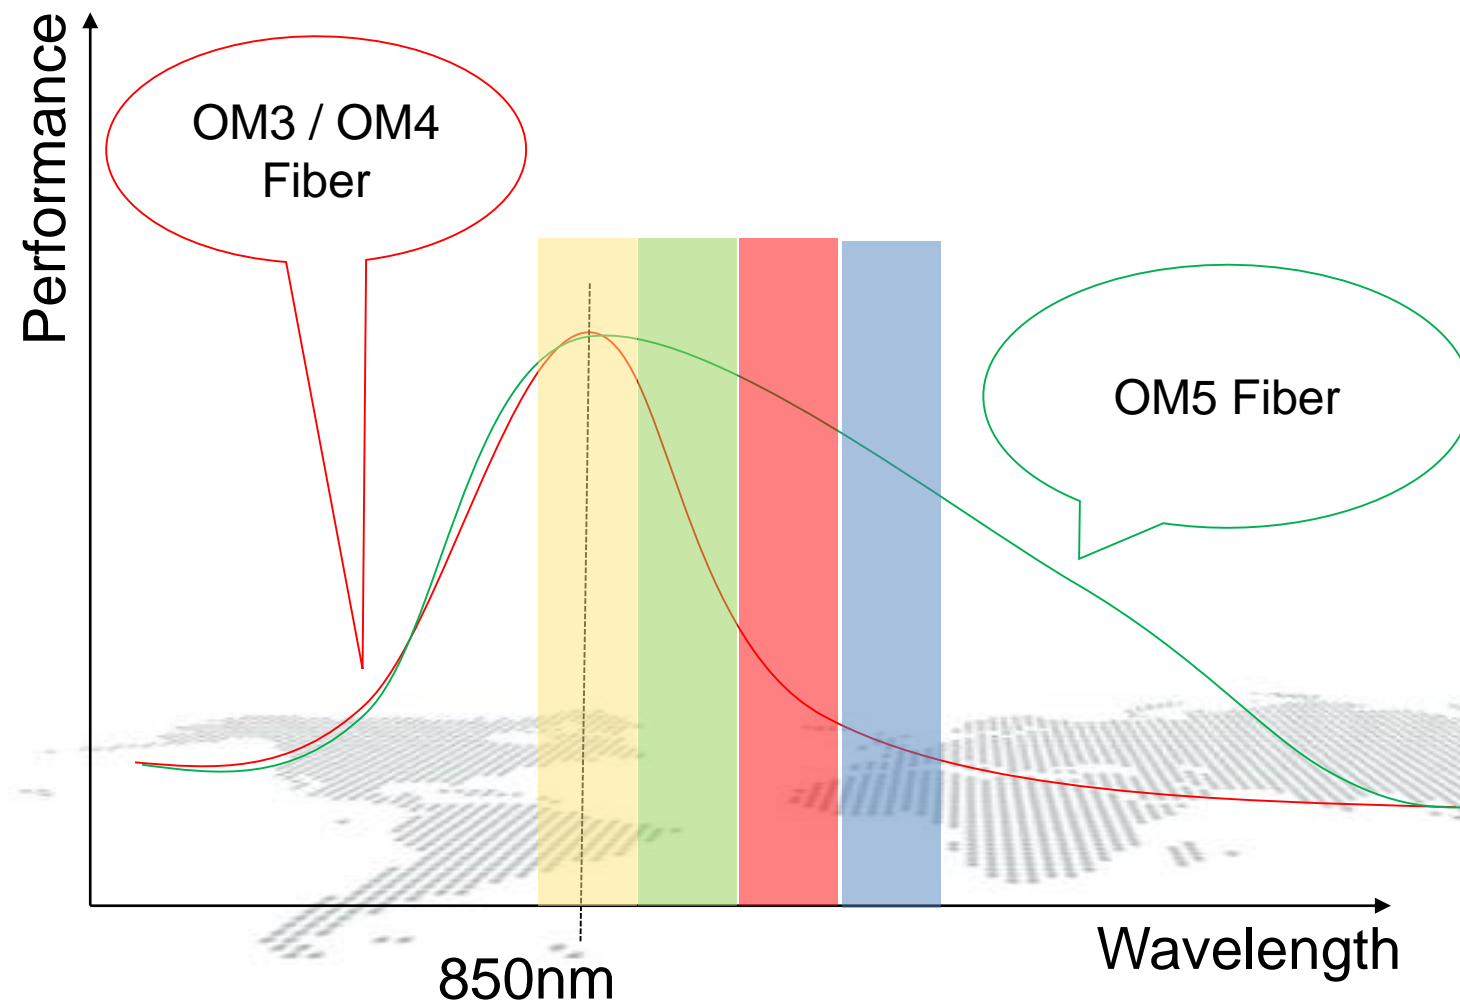 Performance
OM3 / OM4
Fiber
OM5 Fiber
Wavelength
850nm